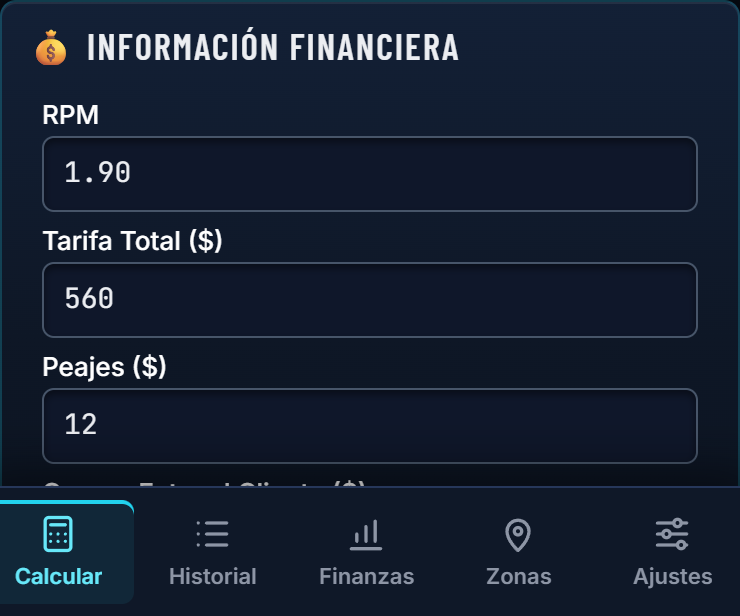 INFORMACIÓN FINANCIERA
RPM
1.90
Tarifa Total ($)
560
Peajes ($)
12
Calcular
Historial
Finanzas
Zonas
Ajustes